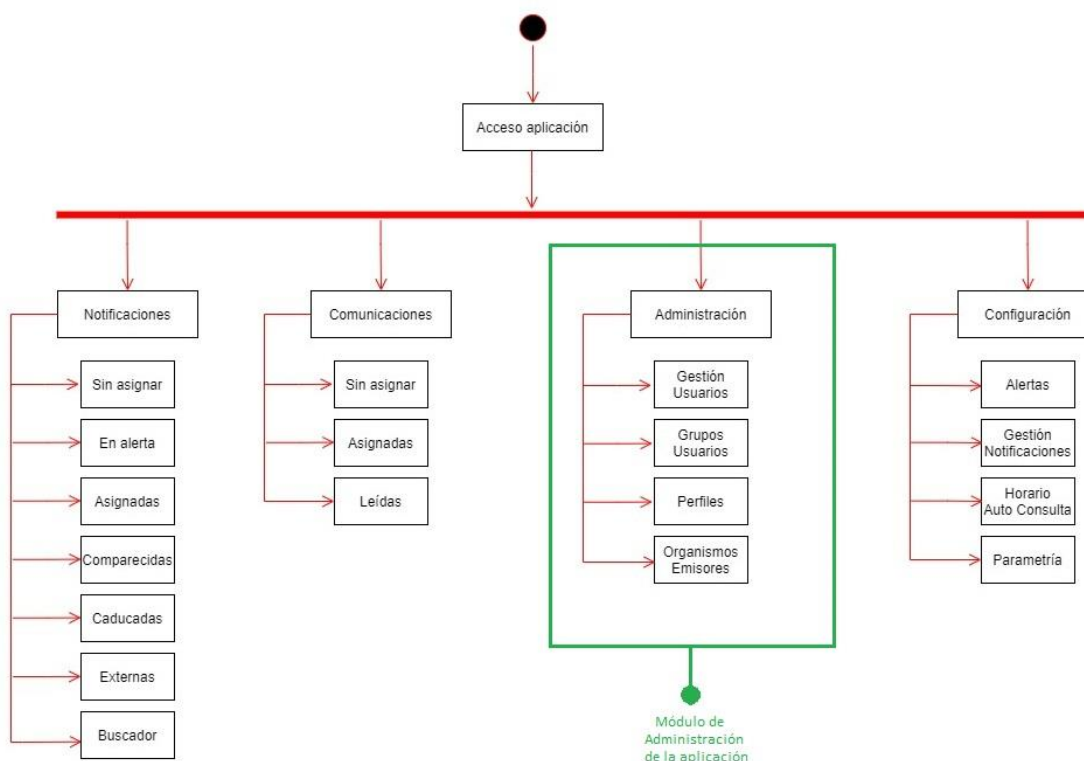 Acceso aplicación
Notificaciones
Sin asignar
En alerta
Asignadas
Comparecidas
Caducadas
Externas
Buscador
Comunicaciones
Sin asignar
Asignadas
Leídas
Administración
Gestión
Usuarios
Grupos
Usuarios
Perfiles
Organismos
Emisores
Módulo de
Administración
de la aplicación
Configuración
Alertas
Gestión
Notificaciones
Horario
Auto Consulta
Parametría